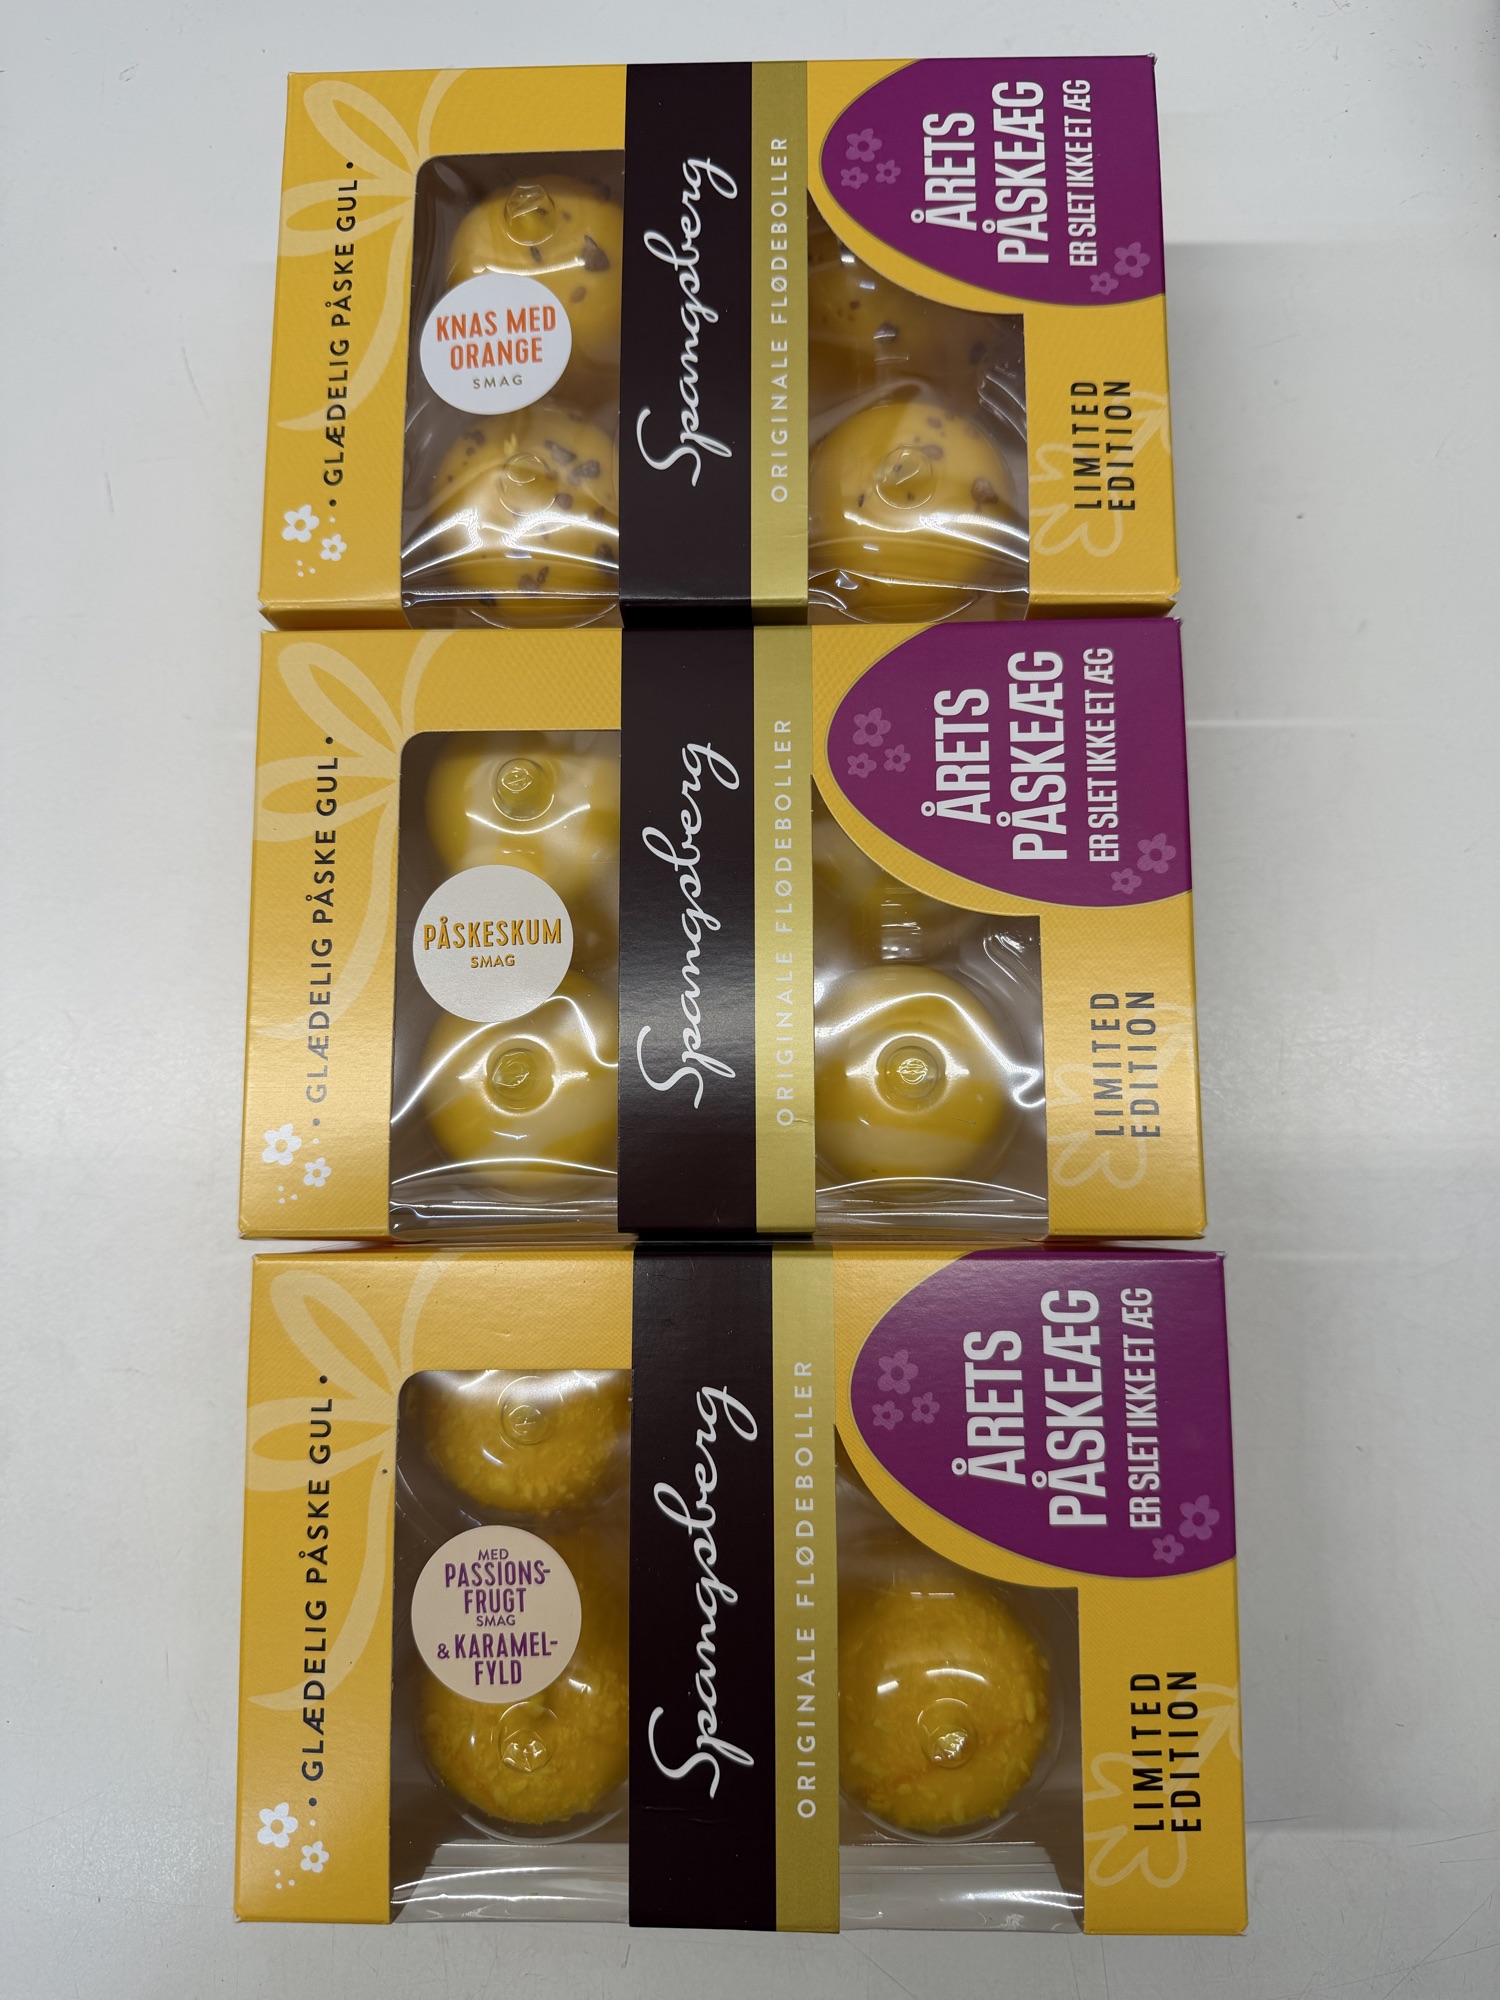 • GLÆDELIG PÅSKE GUL •
KNAS MED
ORANGE
SMAG
Spangsberg
ORIGINALE FLØDEBOLLER
ÅRETS
PÅSKEÆG
ER SLET IKKE ET ÆG
LIMITED
EDITION
• GLÆDELIG PÅSKE GUL •
PÅSKESKUM
SMAG
Spangsberg
ORIGINALE FLØDEBOLLER
ÅRETS
PÅSKEÆG
ER SLET IKKE ET ÆG
LIMITED
EDITION
• GLÆDELIG PÅSKE GUL •
MED
PASSIONS-
FRUGT
SMAG
& KARAMEL-
FYLD
Spangsberg
ORIGINALE FLØDEBOLLER
ÅRETS
PÅSKEÆG
ER SLET IKKE ET ÆG
LIMITED
EDITION